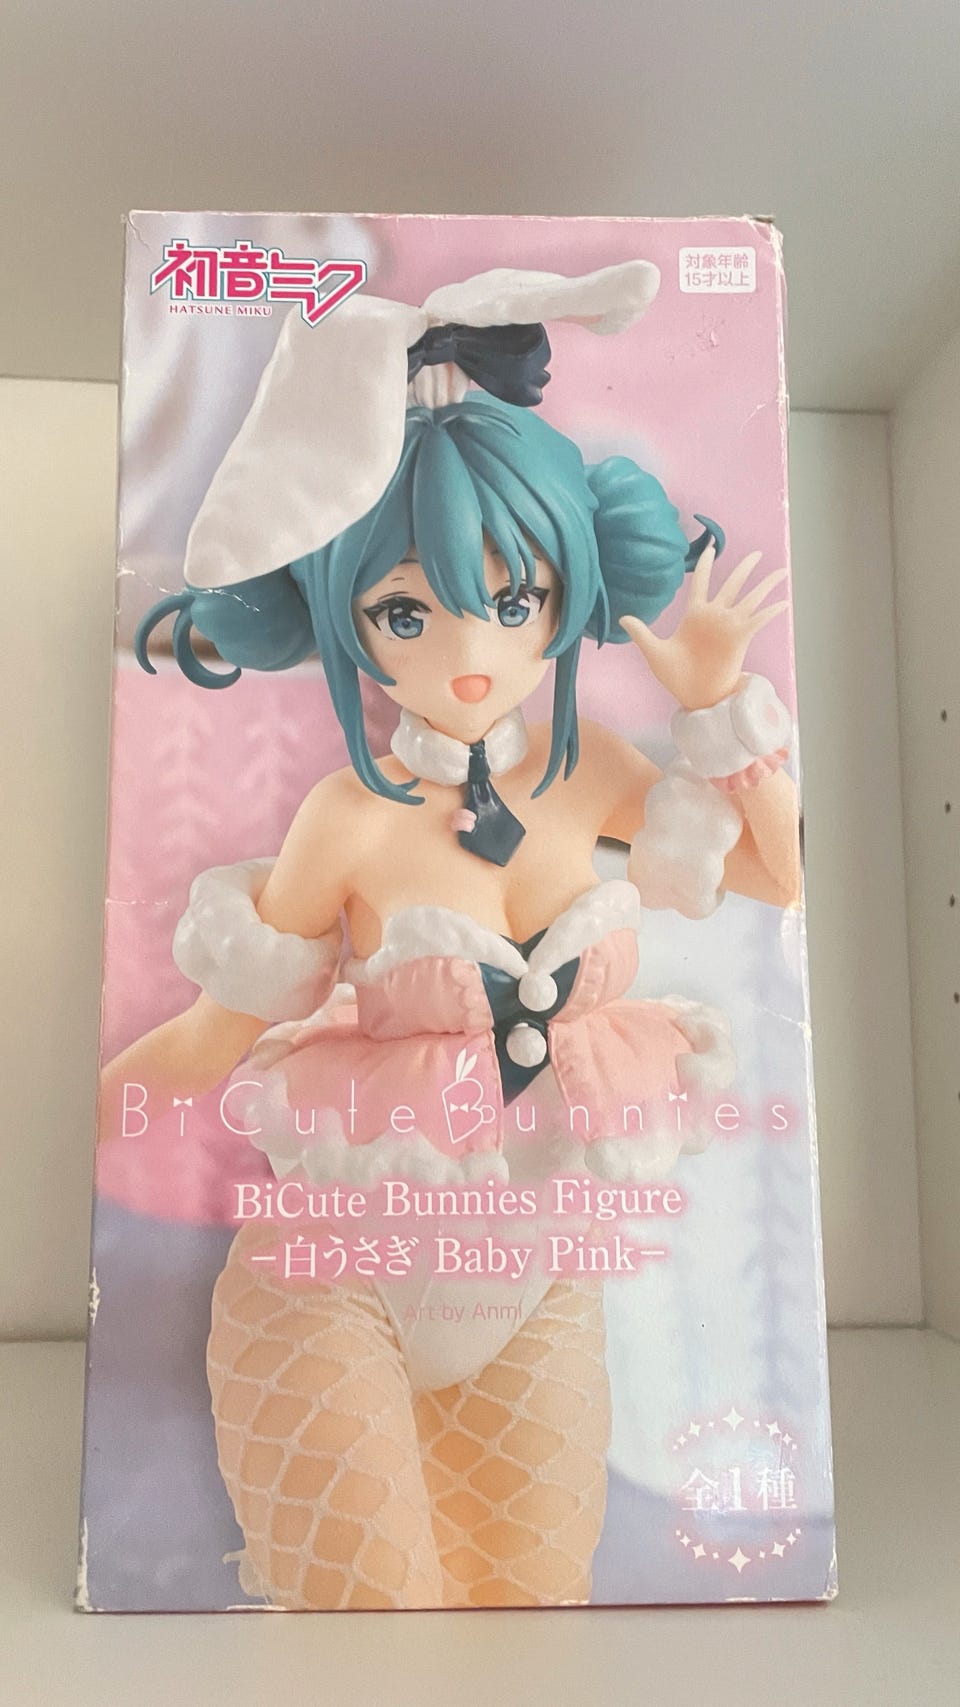 初音ミク
HATSUNE MIKU
対象年齢
15才以上
BiCute Bunnies
BiCute Bunnies Figure
−白うさぎ Baby Pink−
Art by Anmi
全1種